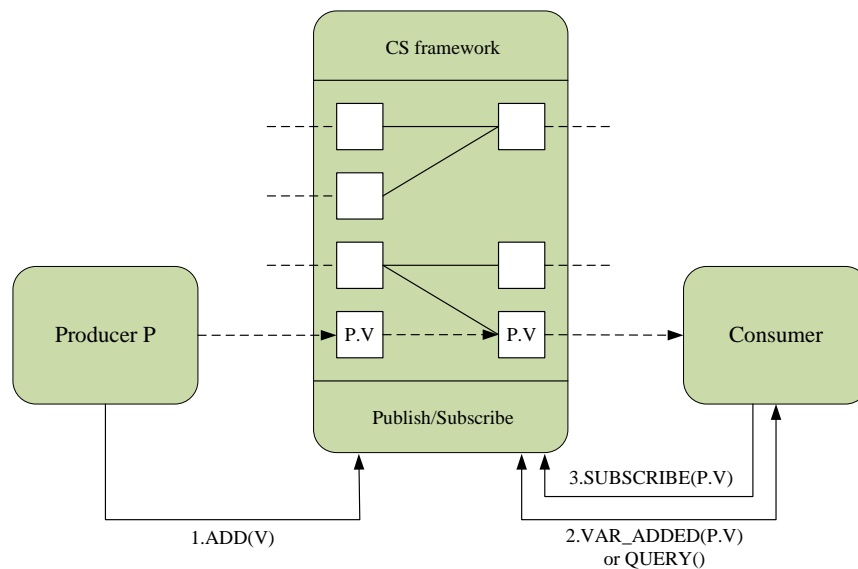 CS framework
Producer P
P.V
P.V
Consumer
Publish/Subscribe
3.SUBSCRIBE(P.V)
1.ADD(V)
2.VAR_ADDED(P.V)
or QUERY()